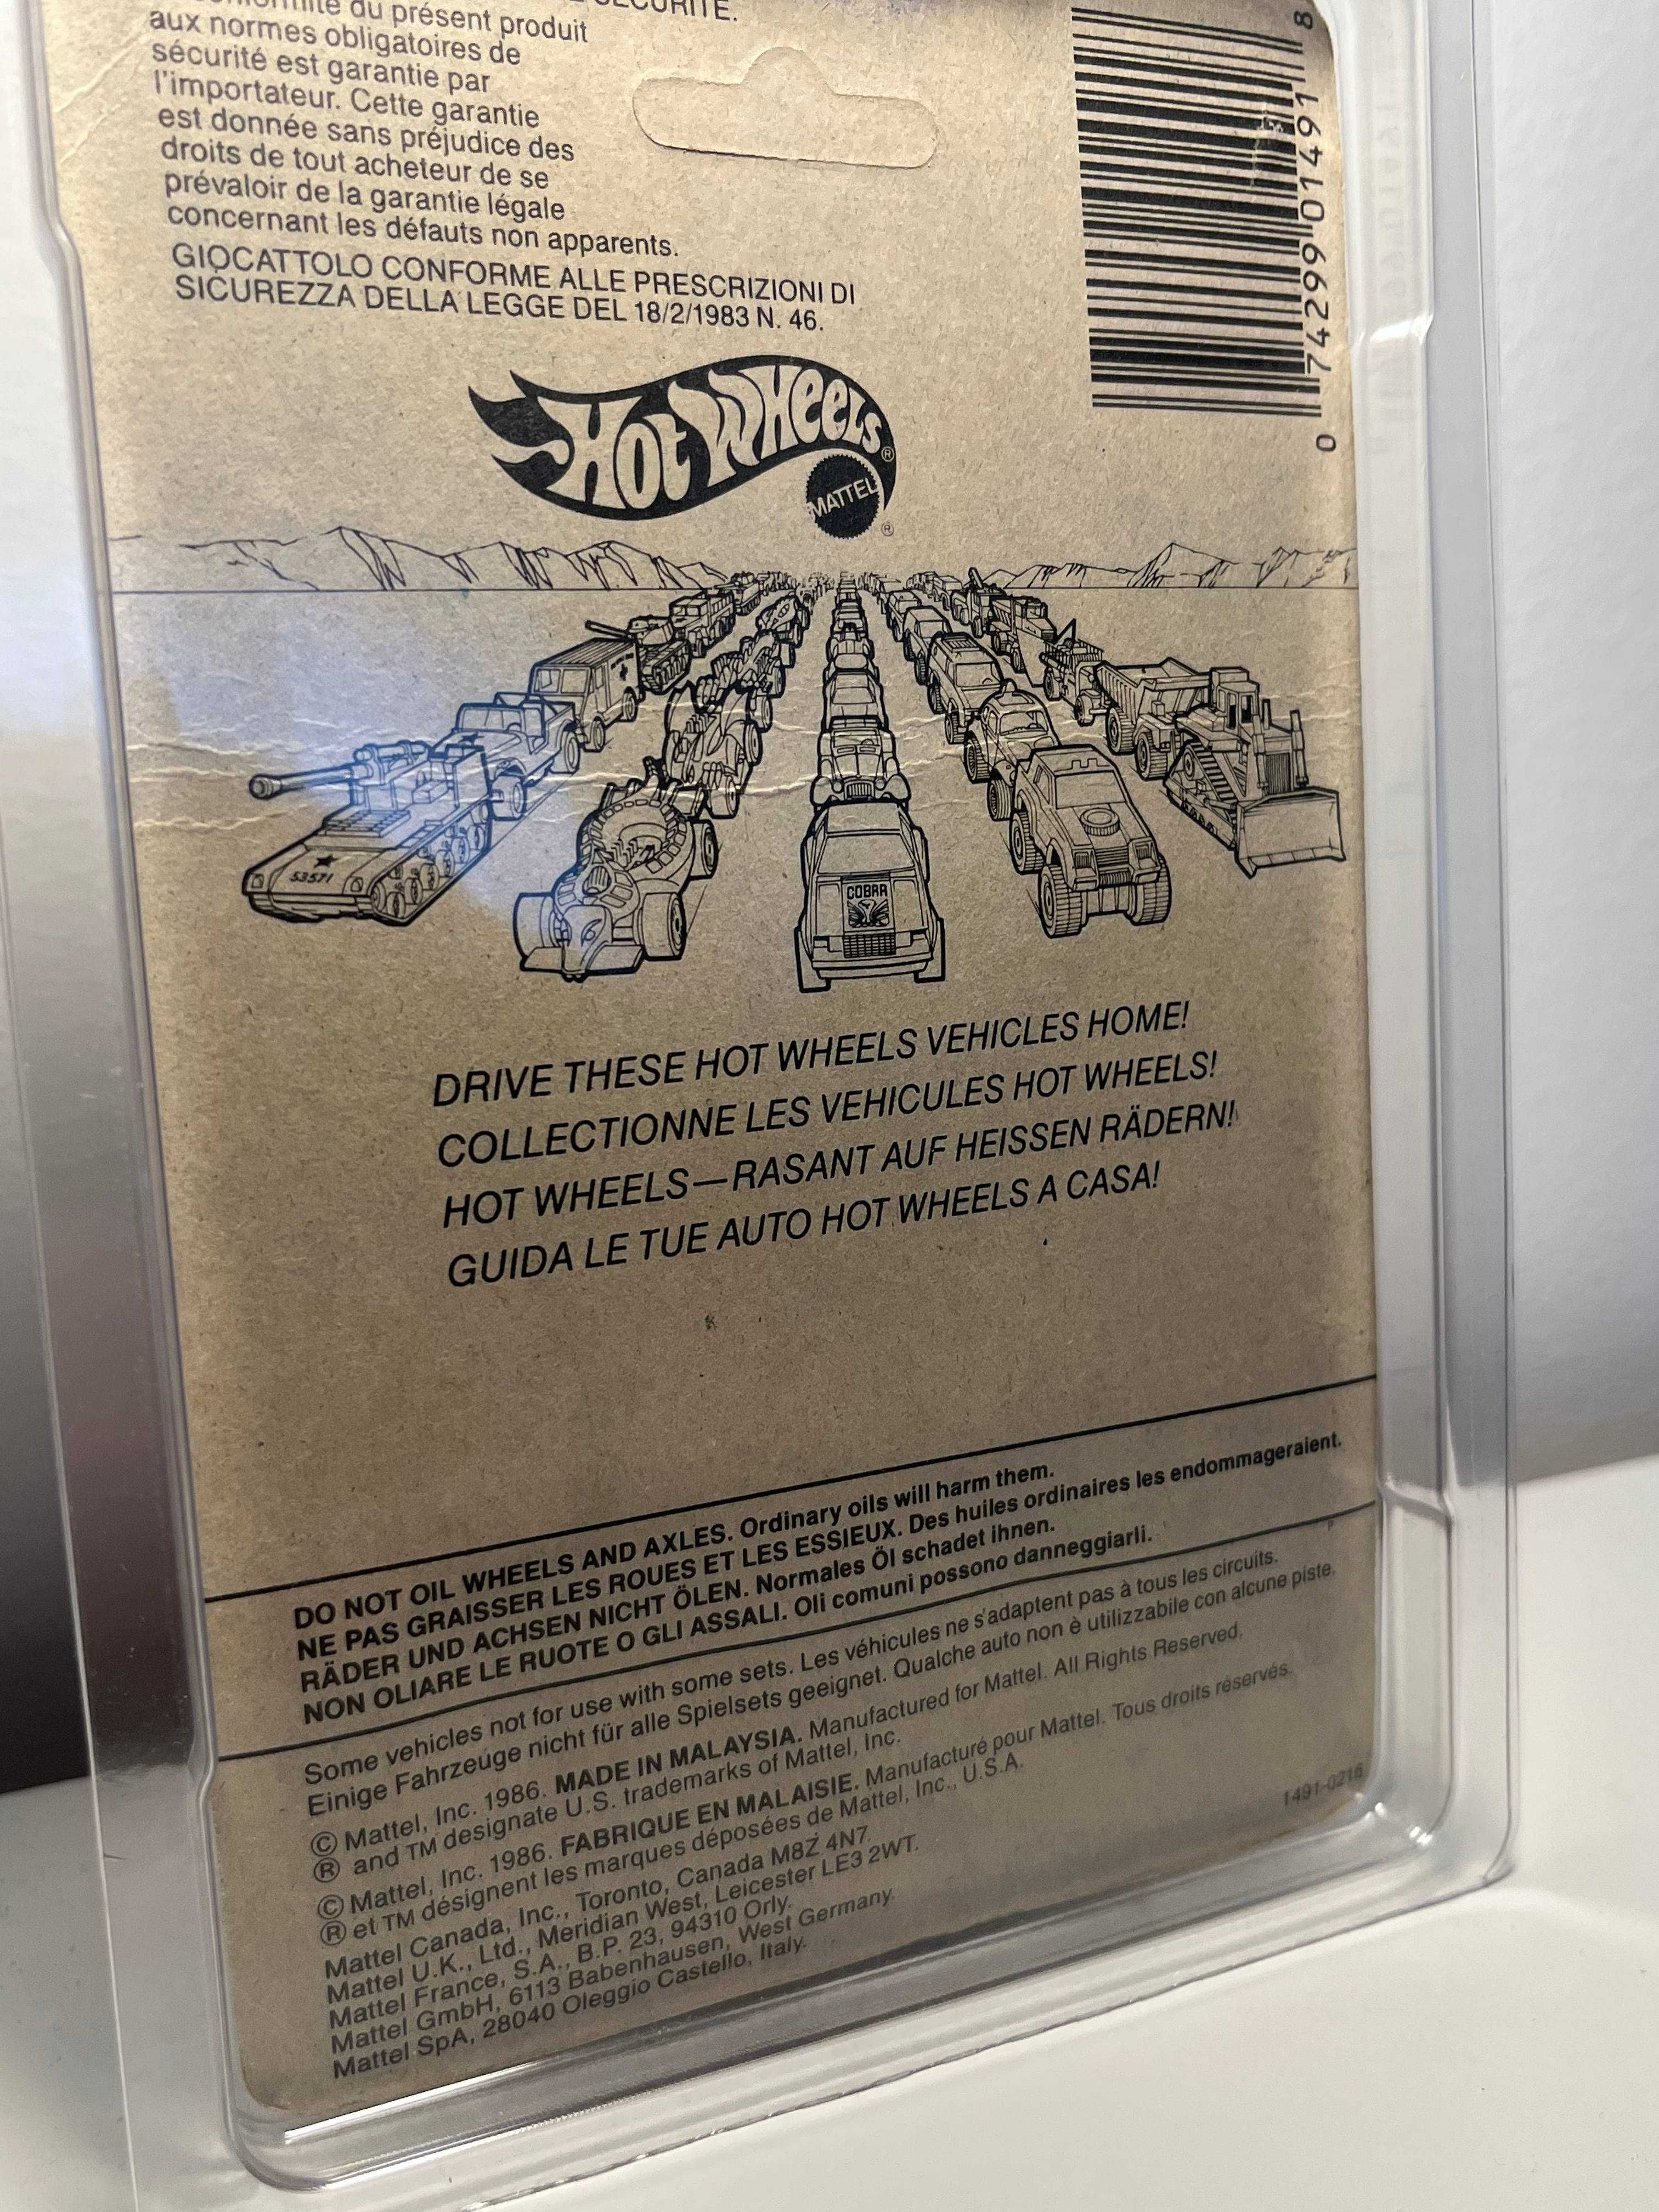 SÉCURITÉ.
du présent produit
aux normes obligatoires de
sécurité est garantie par
l'importateur. Cette garantie
est donnée sans préjudice des
droits de tout acheteur de se
prévaloir de la garantie légale
concernant les défauts non apparents.
GIOCATTOLO CONFORME ALLE PRESCRIZIONI DI
SICUREZZA DELLA LEGGE DEL 18/2/1983 N. 46.
0 74299 01491 8
HOT WHEELS®
MATTEL
®
53571
COBRA
DRIVE THESE HOT WHEELS VEHICLES HOME!
COLLECTIONNE LES VEHICULES HOT WHEELS!
HOT WHEELS—RASANT AUF HEISSEN RÄDERN!
GUIDA LE TUE AUTO HOT WHEELS A CASA!
DO NOT OIL WHEELS AND AXLES. Ordinary oils will harm them.
NE PAS GRAISSER LES ROUES ET LES ESSIEUX. Des huiles ordinaires les endommageraient.
RÄDER UND ACHSEN NICHT ÖLEN. Normales Öl schadet ihnen.
NON OLIARE LE RUOTE O GLI ASSALI. Oli comuni possono danneggiarli.
Some vehicles not for use with some sets. Les véhicules ne s'adaptent pas à tous les circuits.
Einige Fahrzeuge nicht für alle Spielsets geeignet. Qualche auto non è utilizzabile con alcune piste.
© Mattel, Inc. 1986. MADE IN MALAYSIA. Manufactured for Mattel. All Rights Reserved.
® and TM designate U.S. trademarks of Mattel, Inc.
© Mattel, Inc. 1986. FABRIQUE EN MALAISIE. Manufacturé pour Mattel. Tous droits réservés.
® et TM désignent les marques déposées de Mattel, Inc., U.S.A.
Mattel Canada, Inc., Toronto, Canada M8Z 4N7.
Mattel U.K., Ltd., Meridian West, Leicester LE3 2WT.
Mattel France, S.A., B.P. 23, 94310 Orly.
Mattel GmbH, 6113 Babenhausen, West Germany.
Mattel SpA, 28040 Oleggio Castello, Italy.
1491-0216